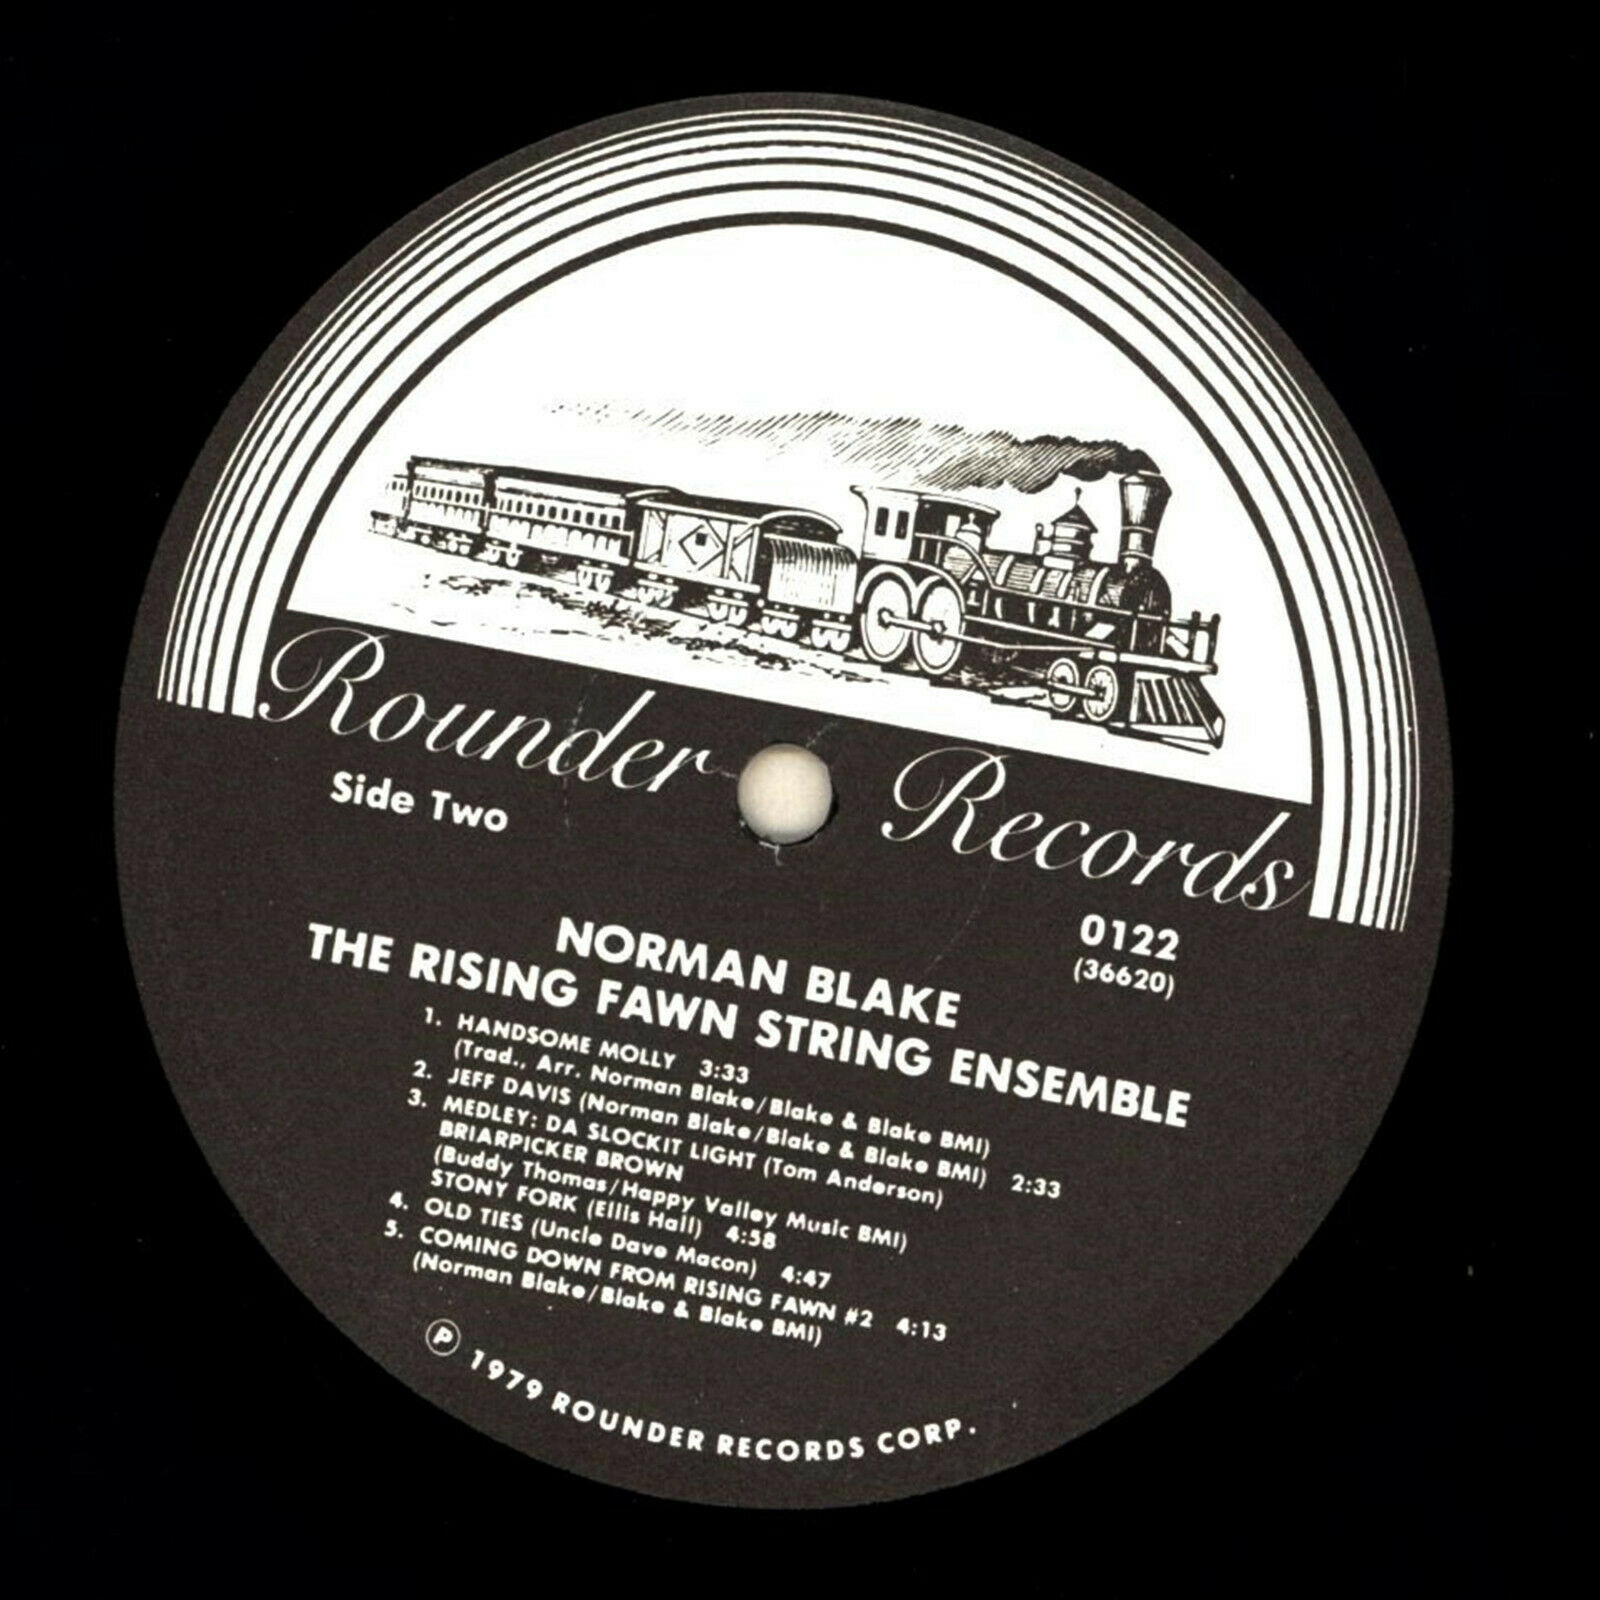 Rounder Records
Side Two
0122
(36620)
NORMAN BLAKE
THE RISING FAWN STRING ENSEMBLE
1. HANDSOME MOLLY 3:33
(Trad., Arr. Norman Blake/Blake & Blake BMI)
2. JEFF DAVIS (Norman Blake/Blake & Blake BMI) 2:33
3. MEDLEY: DA SLOCKIT LIGHT (Tom Anderson)
BRIARPICKER BROWN
(Buddy Thomas/Happy Valley Music BMI)
STONY FORK (Ellis Hall) 4:58
4. OLD TIES (Uncle Dave Macon) 4:47
5. COMING DOWN FROM RISING FAWN #2 4:13
(Norman Blake/Blake & Blake BMI)
Ⓟ 1979 ROUNDER RECORDS CORP.